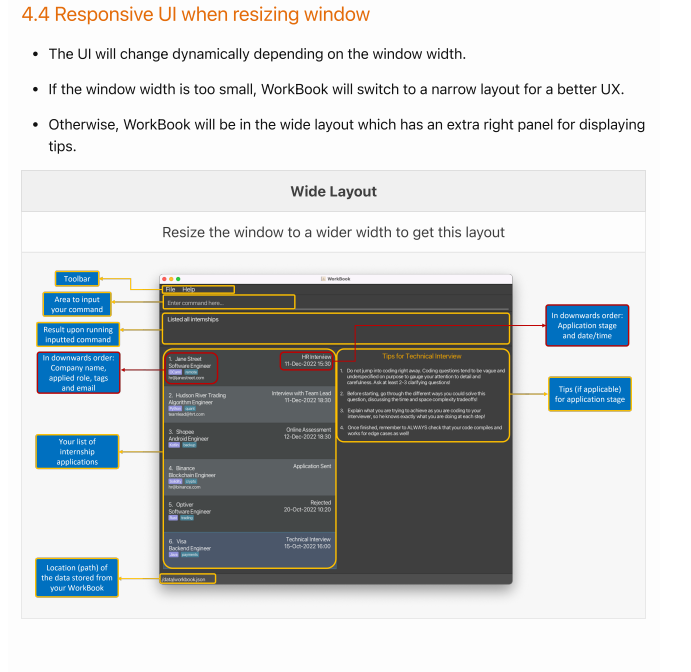 4.4 Responsive UI when resizing window
The UI will change dynamically depending on the window width.
If the window width is too small, WorkBook will switch to a narrow layout for a better UX.
Otherwise, WorkBook will be in the wide layout which has an extra right panel for displaying
tips.
Wide Layout
Resize the window to a wider width to get this layout
Toolbar
Area to input
your command
Result upon running
inputted command
In downwards order:
Company name,
applied role, tags
and email
Your list of
internship
applications
Location (path) of
the data stored from
your WorkBook
WorkBook
File Help
Enter command here...
Listed all internships
1. Jane Street
Software Engineer
hr@janestreet.com
HR Interview
11-Dec-2022 15:30
2. Hudson River Trading
Algorithm Engineer
Python
teamlead@hrt.com
Interview with Team Lead
11-Dec-2022 18:30
3. Shopee
Android Engineer
Online Assessment
12-Dec-2022 18:30
4. Binance
Blockchain Engineer
Solidity crypto
hr@binance.com
Application Sent
5. Optiver
Software Engineer
Rejected
20-Oct-2022 10:20
6. Visa
Backend Engineer
Java payments
Technical Interview
15-Oct-2022 16:00
/data/workbook.json
Tips for Technical Interview
1. Do not jump into coding right away. Coding questions tend to be vague and
underspecified on purpose to gauge your attention to detail and
carefulness. Ask at least 2-3 clarifying questions!
2. Before starting, go through the different ways you could solve this
question, discussing the time and space complexity tradeoffs!
3. Explain what you are trying to achieve as you are coding to your
interviewer, so he knows exactly what you are doing at each step!
4. Once finished, remember to ALWAYS check that your code compiles and
works for edge cases as well!
In downwards order:
Application stage
and date/time
Tips (if applicable)
for application stage